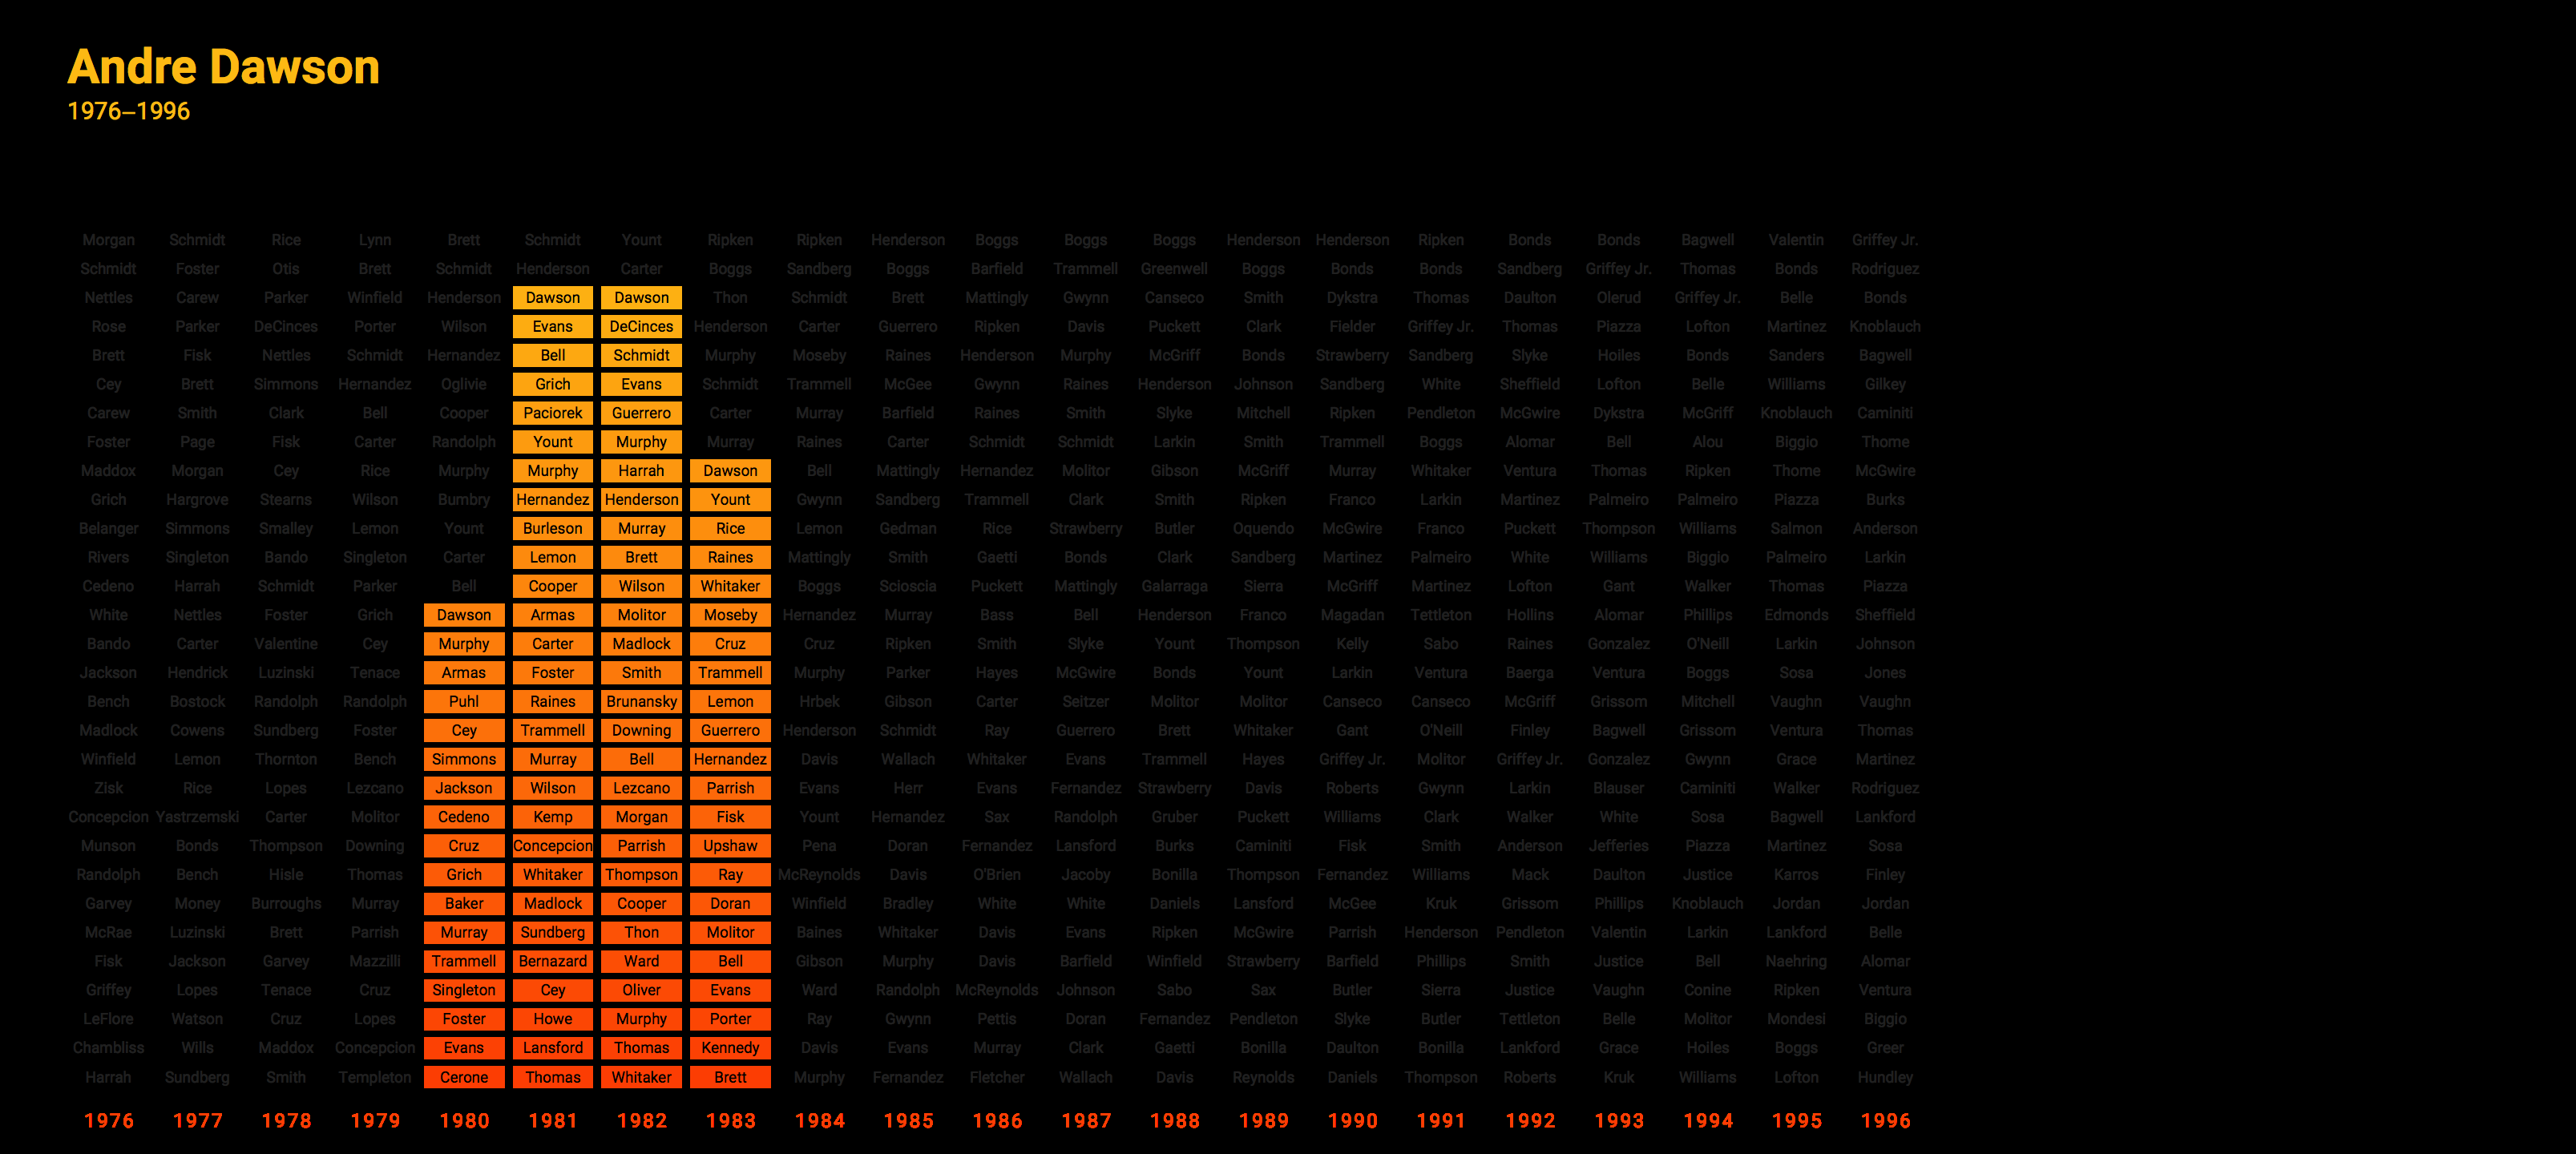 Andre Dawson
1976–1996
Morgan Schmidt Rice Lynn Brett Schmidt Yount Ripken Ripken Henderson Boggs Boggs Boggs Henderson Henderson Ripken Bonds Bonds Bagwell Valentin Griffey Jr.
Schmidt Foster Otis Brett Schmidt Henderson Carter Boggs Sandberg Boggs Barfield Trammell Greenwell Boggs Bonds Bonds Sandberg Griffey Jr. Thomas Bonds Rodriguez
Nettles Carew Parker Winfield Henderson Dawson Dawson Thon Schmidt Brett Mattingly Gwynn Canseco Smith Dykstra Thomas Daulton Olerud Griffey Jr. Belle Bonds
Rose Parker DeCinces Porter Wilson Evans DeCinces Henderson Carter Guerrero Ripken Davis Puckett Clark Fielder Griffey Jr. Thomas Piazza Lofton Martinez Knoblauch
Brett Fisk Nettles Schmidt Hernandez Bell Schmidt Murphy Moseby Raines Henderson Murphy McGriff Bonds Strawberry Sandberg Slyke Hoiles Bonds Sanders Bagwell
Cey Brett Simmons Hernandez Oglivie Grich Evans Schmidt Trammell McGee Gwynn Raines Henderson Johnson Sandberg White Sheffield Lofton Belle Williams Gilkey
Carew Smith Clark Bell Cooper Paciorek Guerrero Carter Murray Barfield Raines Smith Slyke Mitchell Ripken Pendleton McGwire Dykstra McGriff Knoblauch Caminiti
Foster Page Fisk Carter Randolph Yount Murphy Murray Raines Carter Schmidt Schmidt Larkin Smith Trammell Boggs Alomar Bell Alou Biggio Thome
Maddox Morgan Cey Rice Murphy Murphy Harrah Dawson Bell Mattingly Hernandez Molitor Gibson McGriff Murray Whitaker Ventura Thomas Ripken Thome McGwire
Grich Hargrove Stearns Wilson Bumbry Hernandez Henderson Yount Gwynn Sandberg Trammell Clark Smith Ripken Franco Larkin Martinez Palmeiro Palmeiro Piazza Burks
Belanger Simmons Smalley Lemon Yount Burleson Murray Rice Lemon Gedman Rice Strawberry Butler Oquendo McGwire Franco Puckett Thompson Williams Salmon Anderson
Rivers Singleton Bando Singleton Carter Lemon Brett Raines Mattingly Smith Gaetti Bonds Clark Sandberg Martinez Palmeiro White Williams Biggio Palmeiro Larkin
Cedeno Harrah Schmidt Parker Bell Cooper Wilson Whitaker Boggs Scioscia Puckett Mattingly Galarraga Sierra McGriff Martinez Lofton Gant Walker Thomas Piazza
White Nettles Foster Grich Dawson Armas Molitor Moseby Hernandez Murray Bass Bell Henderson Franco Magadan Tettleton Hollins Alomar Phillips Edmonds Sheffield
Bando Carter Valentine Cey Murphy Carter Madlock Cruz Cruz Ripken Smith Slyke Yount Thompson Kelly Sabo Raines Gonzalez O'Neill Larkin Johnson
Jackson Hendrick Luzinski Tenace Armas Foster Smith Trammell Murphy Parker Hayes McGwire Bonds Yount Larkin Ventura Baerga Ventura Boggs Sosa Jones
Bench Bostock Randolph Randolph Puhl Raines Brunansky Lemon Hrbek Gibson Carter Seitzer Molitor Molitor Canseco Canseco McGriff Grissom Mitchell Vaughn Vaughn
Madlock Cowens Sundberg Foster Cey Trammell Downing Guerrero Henderson Schmidt Ray Guerrero Brett Whitaker Gant O'Neill Finley Bagwell Grissom Ventura Thomas
Winfield Lemon Thornton Bench Simmons Murray Bell Hernandez Davis Wallach Whitaker Evans Trammell Hayes Griffey Jr. Molitor Griffey Jr. Gonzalez Gwynn Grace Martinez
Zisk Rice Lopes Lezcano Jackson Wilson Lezcano Parrish Evans Herr Evans Fernandez Strawberry Davis Roberts Gwynn Larkin Blauser Caminiti Walker Rodriguez
Concepcion Yastrzemski Carter Molitor Cedeno Kemp Morgan Fisk Yount Hernandez Sax Randolph Gruber Puckett Williams Clark Walker White Sosa Bagwell Lankford
Munson Bonds Thompson Downing Cruz Concepcion Parrish Upshaw Pena Doran Fernandez Lansford Burks Caminiti Fisk Smith Anderson Jefferies Piazza Martinez Sosa
Randolph Bench Hisle Thomas Grich Whitaker Thompson Ray McReynolds Davis O'Brien Jacoby Bonilla Thompson Fernandez Williams Mack Daulton Justice Karros Finley
Garvey Money Burroughs Murray Baker Madlock Cooper Doran Winfield Bradley White White Daniels Lansford McGee Kruk Grissom Phillips Knoblauch Jordan Jordan
McRae Luzinski Brett Parrish Murray Sundberg Thon Molitor Baines Whitaker Davis Evans Ripken McGwire Parrish Henderson Pendleton Valentin Larkin Lankford Belle
Fisk Jackson Garvey Mazzilli Trammell Bernazard Ward Bell Gibson Murphy Davis Barfield Winfield Strawberry Barfield Phillips Smith Justice Bell Naehring Alomar
Griffey Lopes Tenace Cruz Singleton Cey Oliver Evans Ward Randolph McReynolds Johnson Sabo Sax Butler Sierra Justice Vaughn Conine Ripken Ventura
LeFlore Watson Cruz Lopes Foster Howe Murphy Porter Ray Gwynn Pettis Doran Fernandez Pendleton Slyke Butler Tettleton Belle Molitor Mondesi Biggio
Chambliss Wills Maddox Concepcion Evans Lansford Thomas Kennedy Davis Evans Murray Clark Gaetti Bonilla Daulton Bonilla Lankford Grace Hoiles Boggs Greer
Harrah Sundberg Smith Templeton Cerone Thomas Whitaker Brett Murphy Fernandez Fletcher Wallach Davis Reynolds Daniels Thompson Roberts Kruk Williams Lofton Hundley
1976 1977 1978 1979 1980 1981 1982 1983 1984 1985 1986 1987 1988 1989 1990 1991 1992 1993 1994 1995 1996